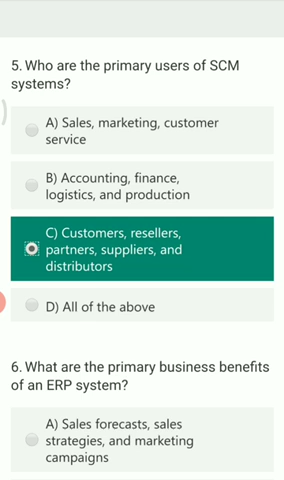 5. Who are the primary users of SCM
systems?
A) Sales, marketing, customer
service
B) Accounting, finance,
logistics, and production
C) Customers, resellers,
partners, suppliers, and
distributors
D) All of the above
6. What are the primary business benefits
of an ERP system?
A) Sales forecasts, sales
strategies, and marketing
campaigns